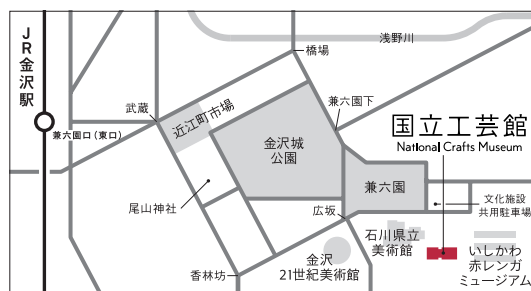 JR金沢駅
兼六園口（東口）
武蔵
近江町市場
橋場
浅野川
兼六園下
金沢城
公園
国立工芸館
National Crafts Museum
兼六園
尾山神社
広坂
文化施設
共用駐車場
石川県立
美術館
金沢
21世紀美術館
香林坊
いしかわ
赤レンガ
ミュージアム